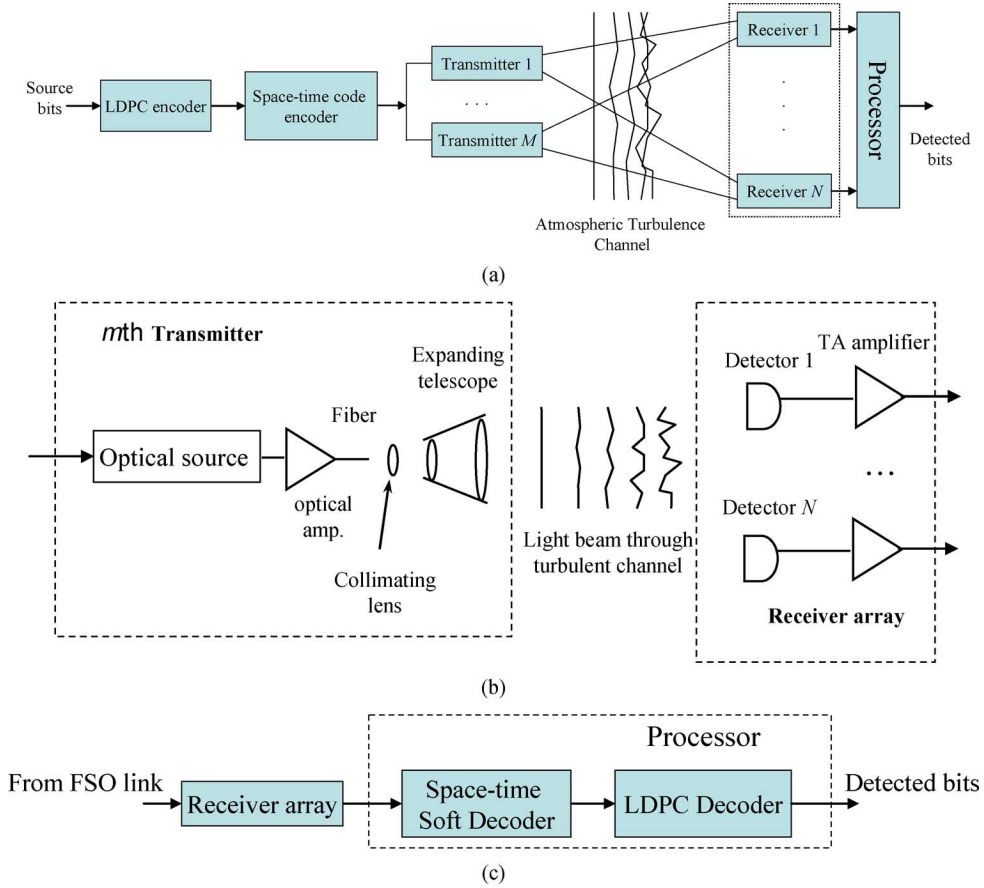 Source
bits
LDPC encoder
Space-time code
encoder
Transmitter 1
. . .
Transmitter M
Atmospheric Turbulence
Channel
Receiver 1
.
.
.
Receiver N
Processor
Detected
bits
(a)
mth Transmitter
Optical source
optical
amp.
Fiber
Collimating
lens
Expanding
telescope
Light beam through
turbulent channel
Detector 1
TA amplifier
...
Detector N
Receiver array
(b)
From FSO link
Receiver array
Processor
Space-time
Soft Decoder
LDPC Decoder
Detected bits
(c)